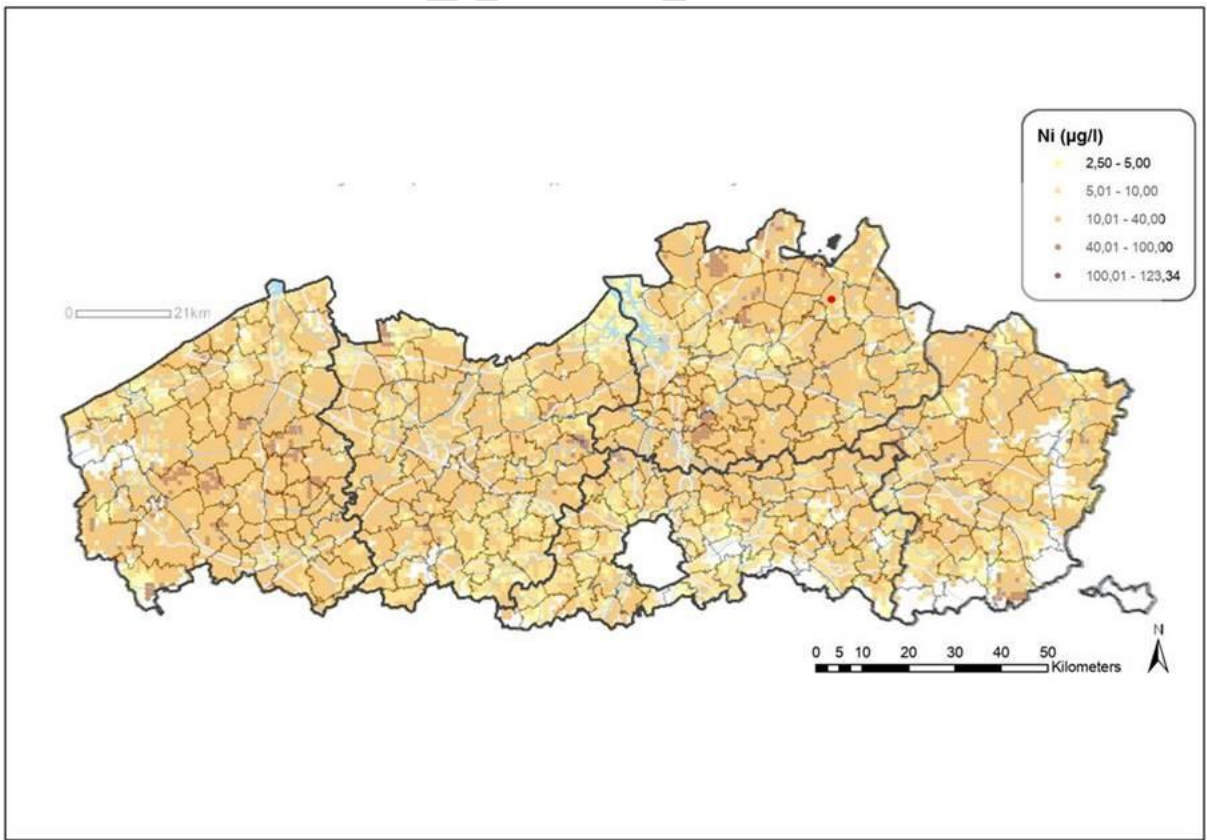 Ni (µg/l)
2,50 - 5,00
5,01 - 10,00
10,01 - 40,00
40,01 - 100,00
100,01 - 123,34
0 21km
N
0 5 10 20 30 40 50
Kilometers